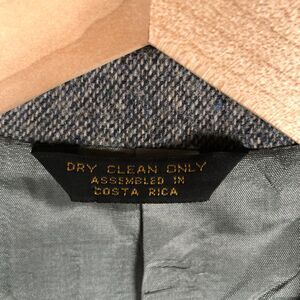 DRY CLEAN ONLY
ASSEMBLED IN
COSTA RICA